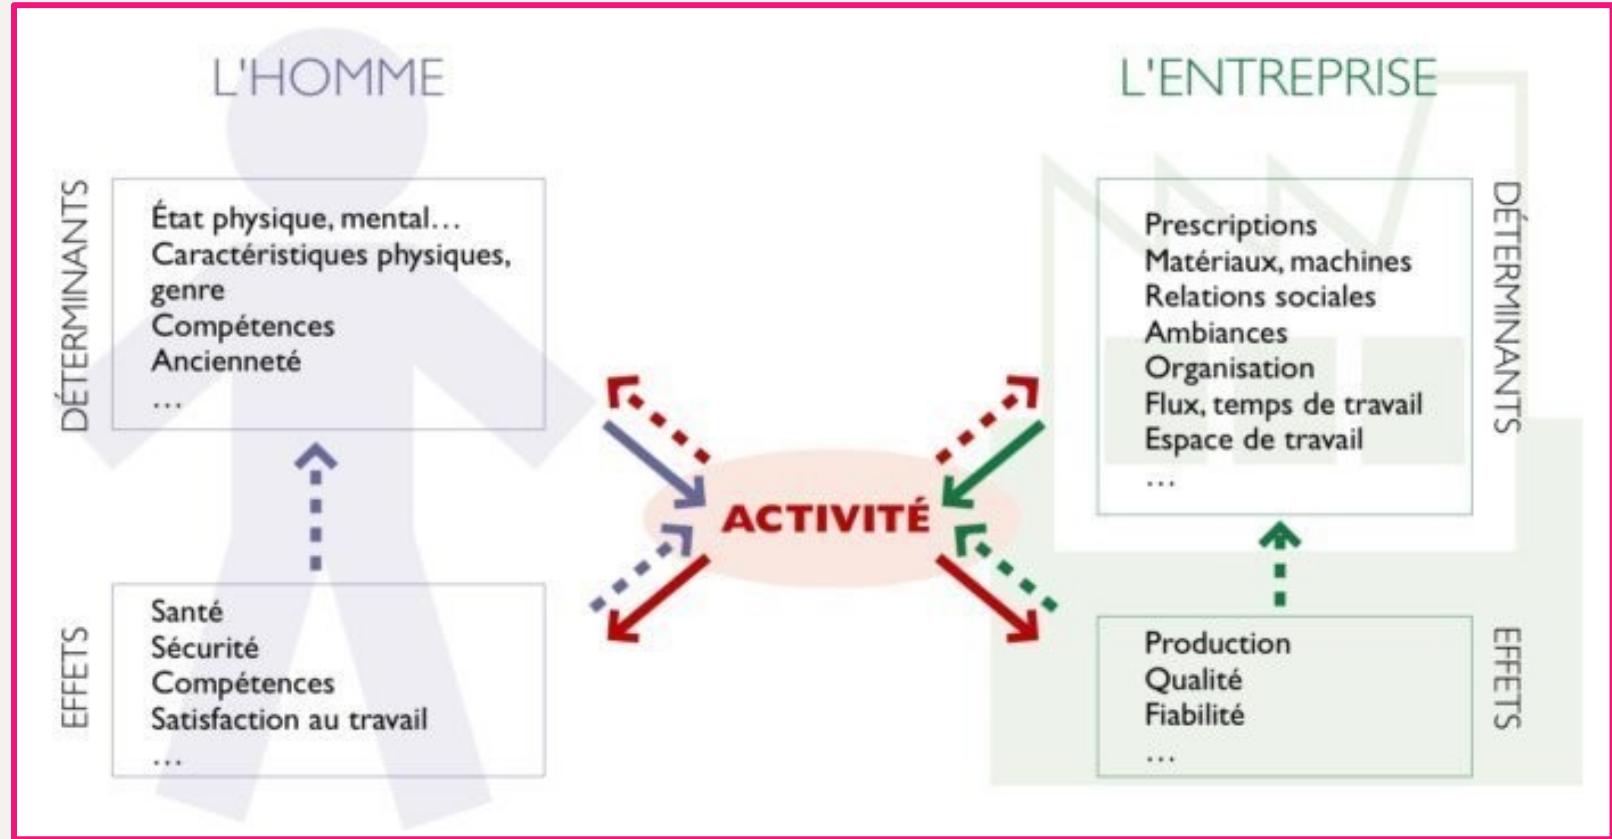 L'HOMME
DÉTERMINANTS
État physique, mental…
Caractéristiques physiques,
genre
Compétences
Ancienneté
…
EFFETS
Santé
Sécurité
Compétences
Satisfaction au travail
…
ACTIVITÉ
L'ENTREPRISE
DÉTERMINANTS
Prescriptions
Matériaux, machines
Relations sociales
Ambiances
Organisation
Flux, temps de travail
Espace de travail
…
EFFETS
Production
Qualité
Fiabilité
…